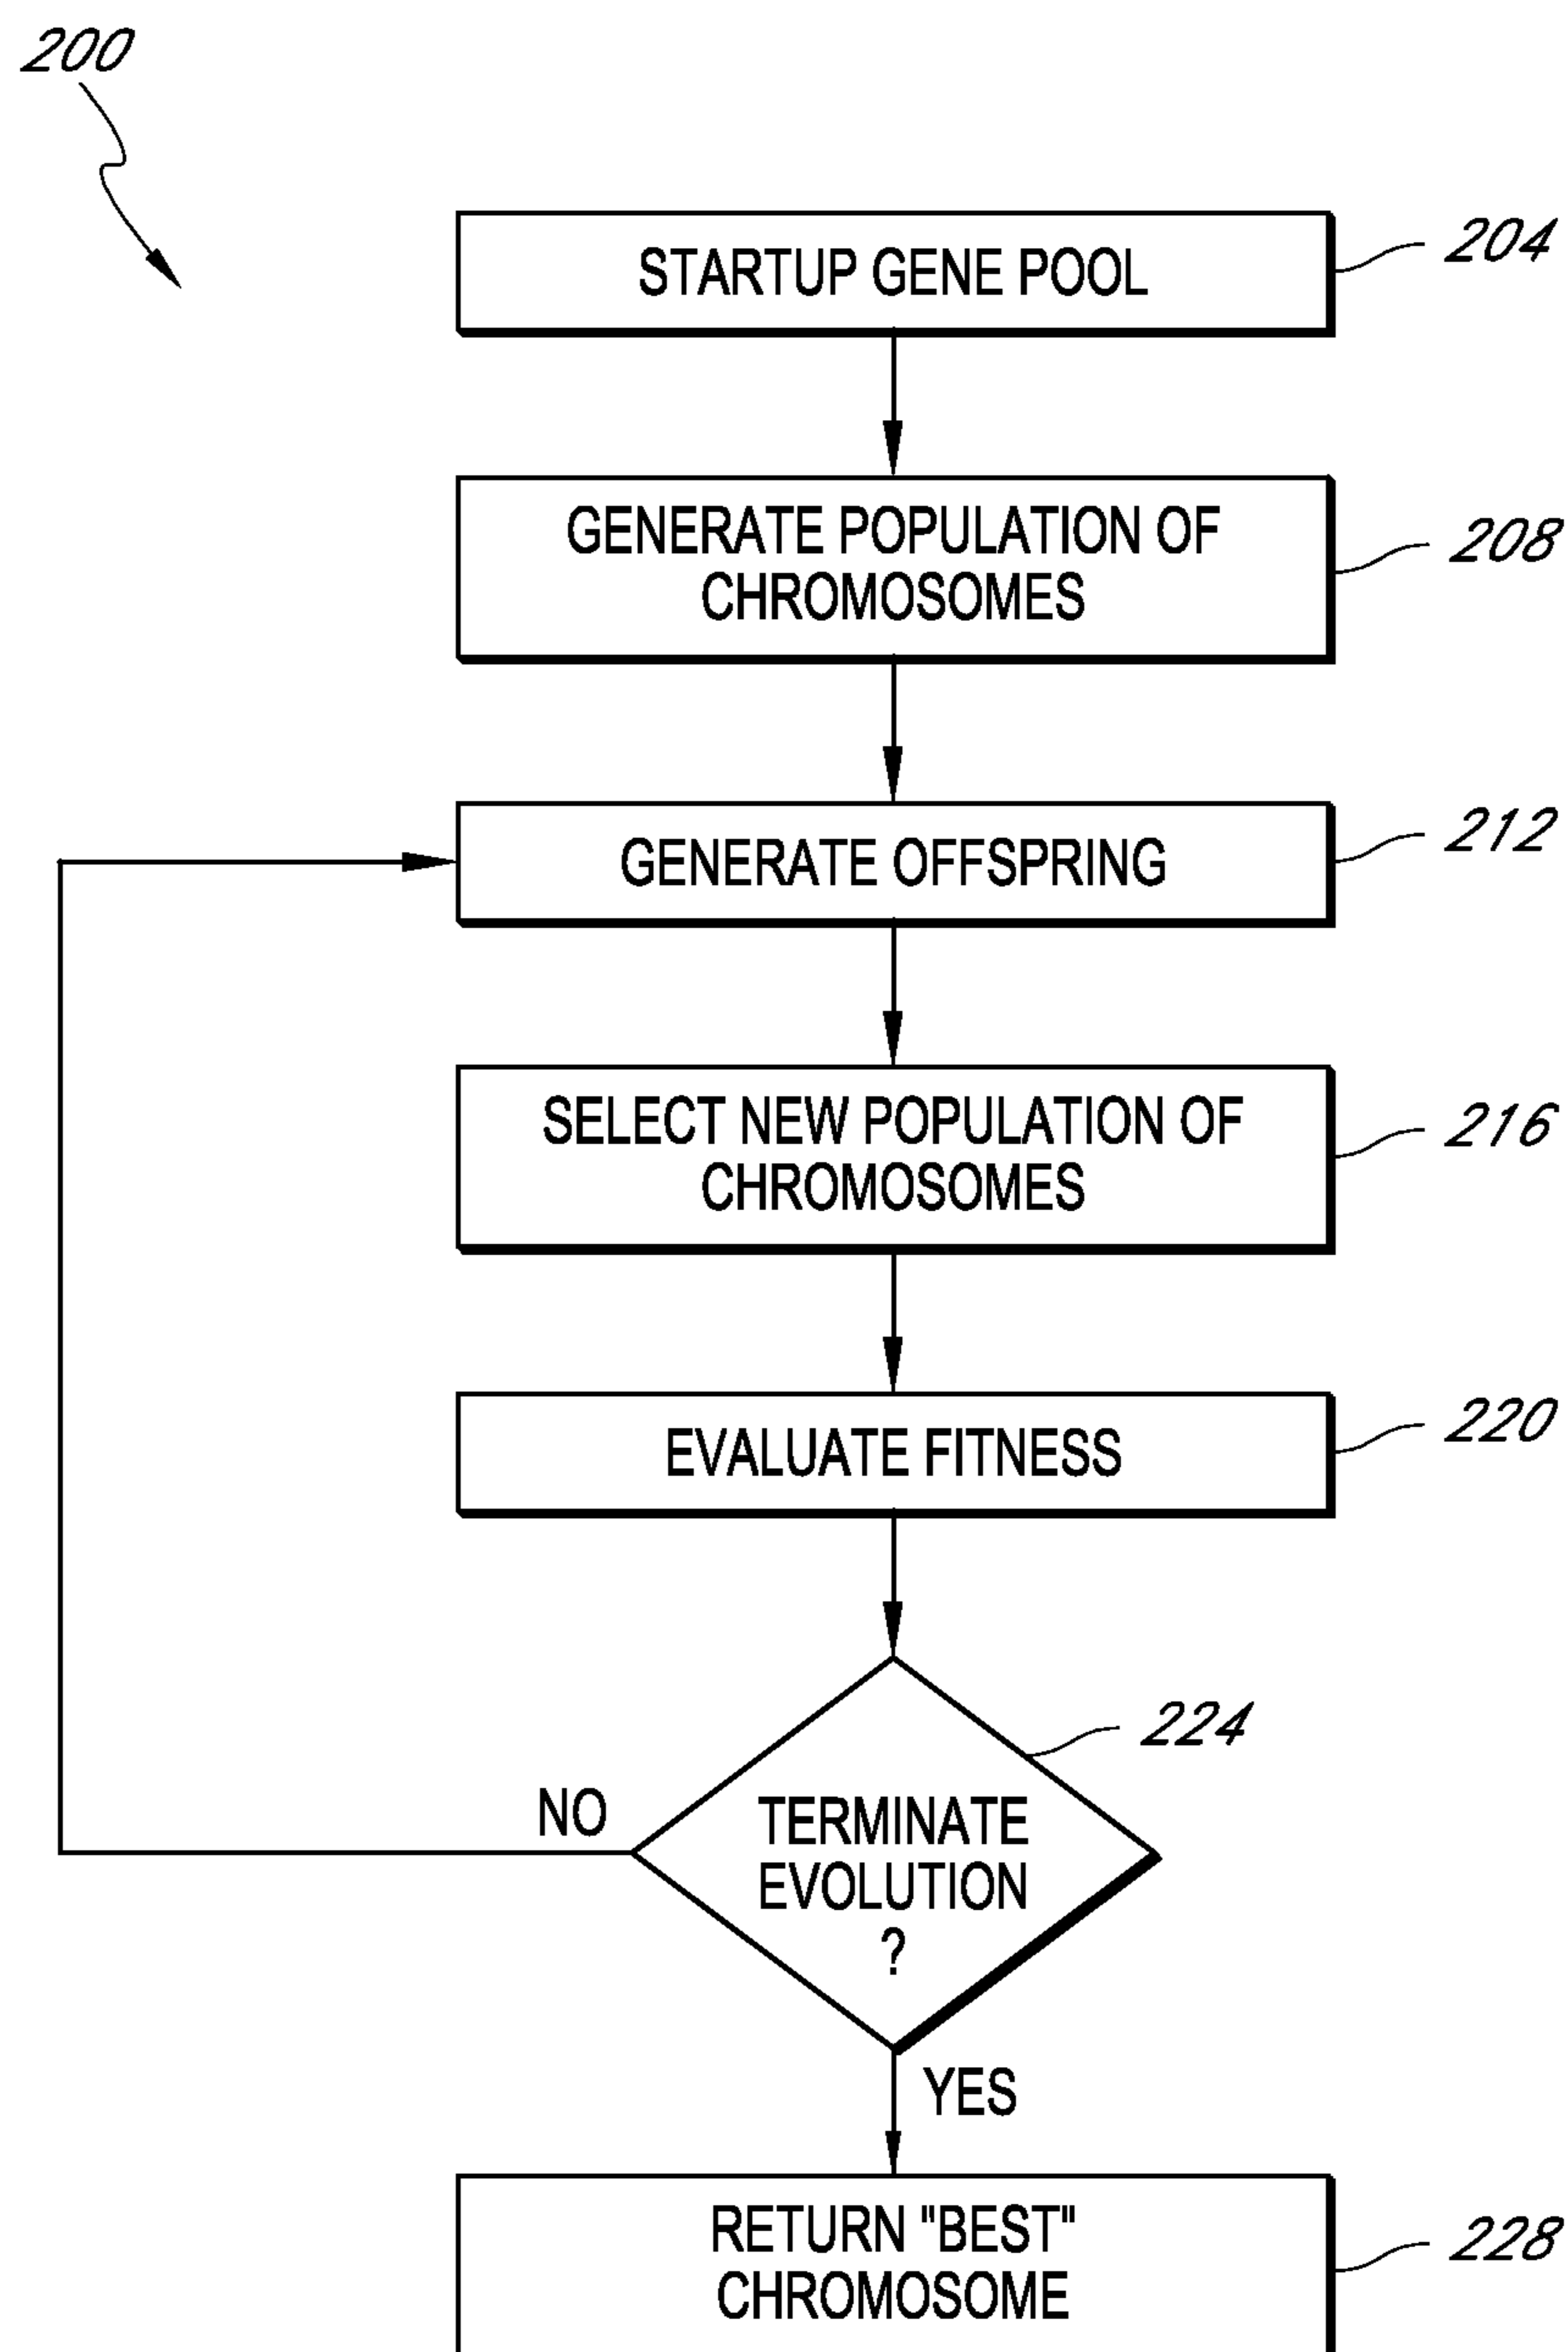 200
STARTUP GENE POOL
204
GENERATE POPULATION OF
CHROMOSOMES
208
GENERATE OFFSPRING
212
SELECT NEW POPULATION OF
CHROMOSOMES
216
EVALUATE FITNESS
220
224
NO
TERMINATE
EVOLUTION
?
YES
RETURN "BEST"
CHROMOSOME
228